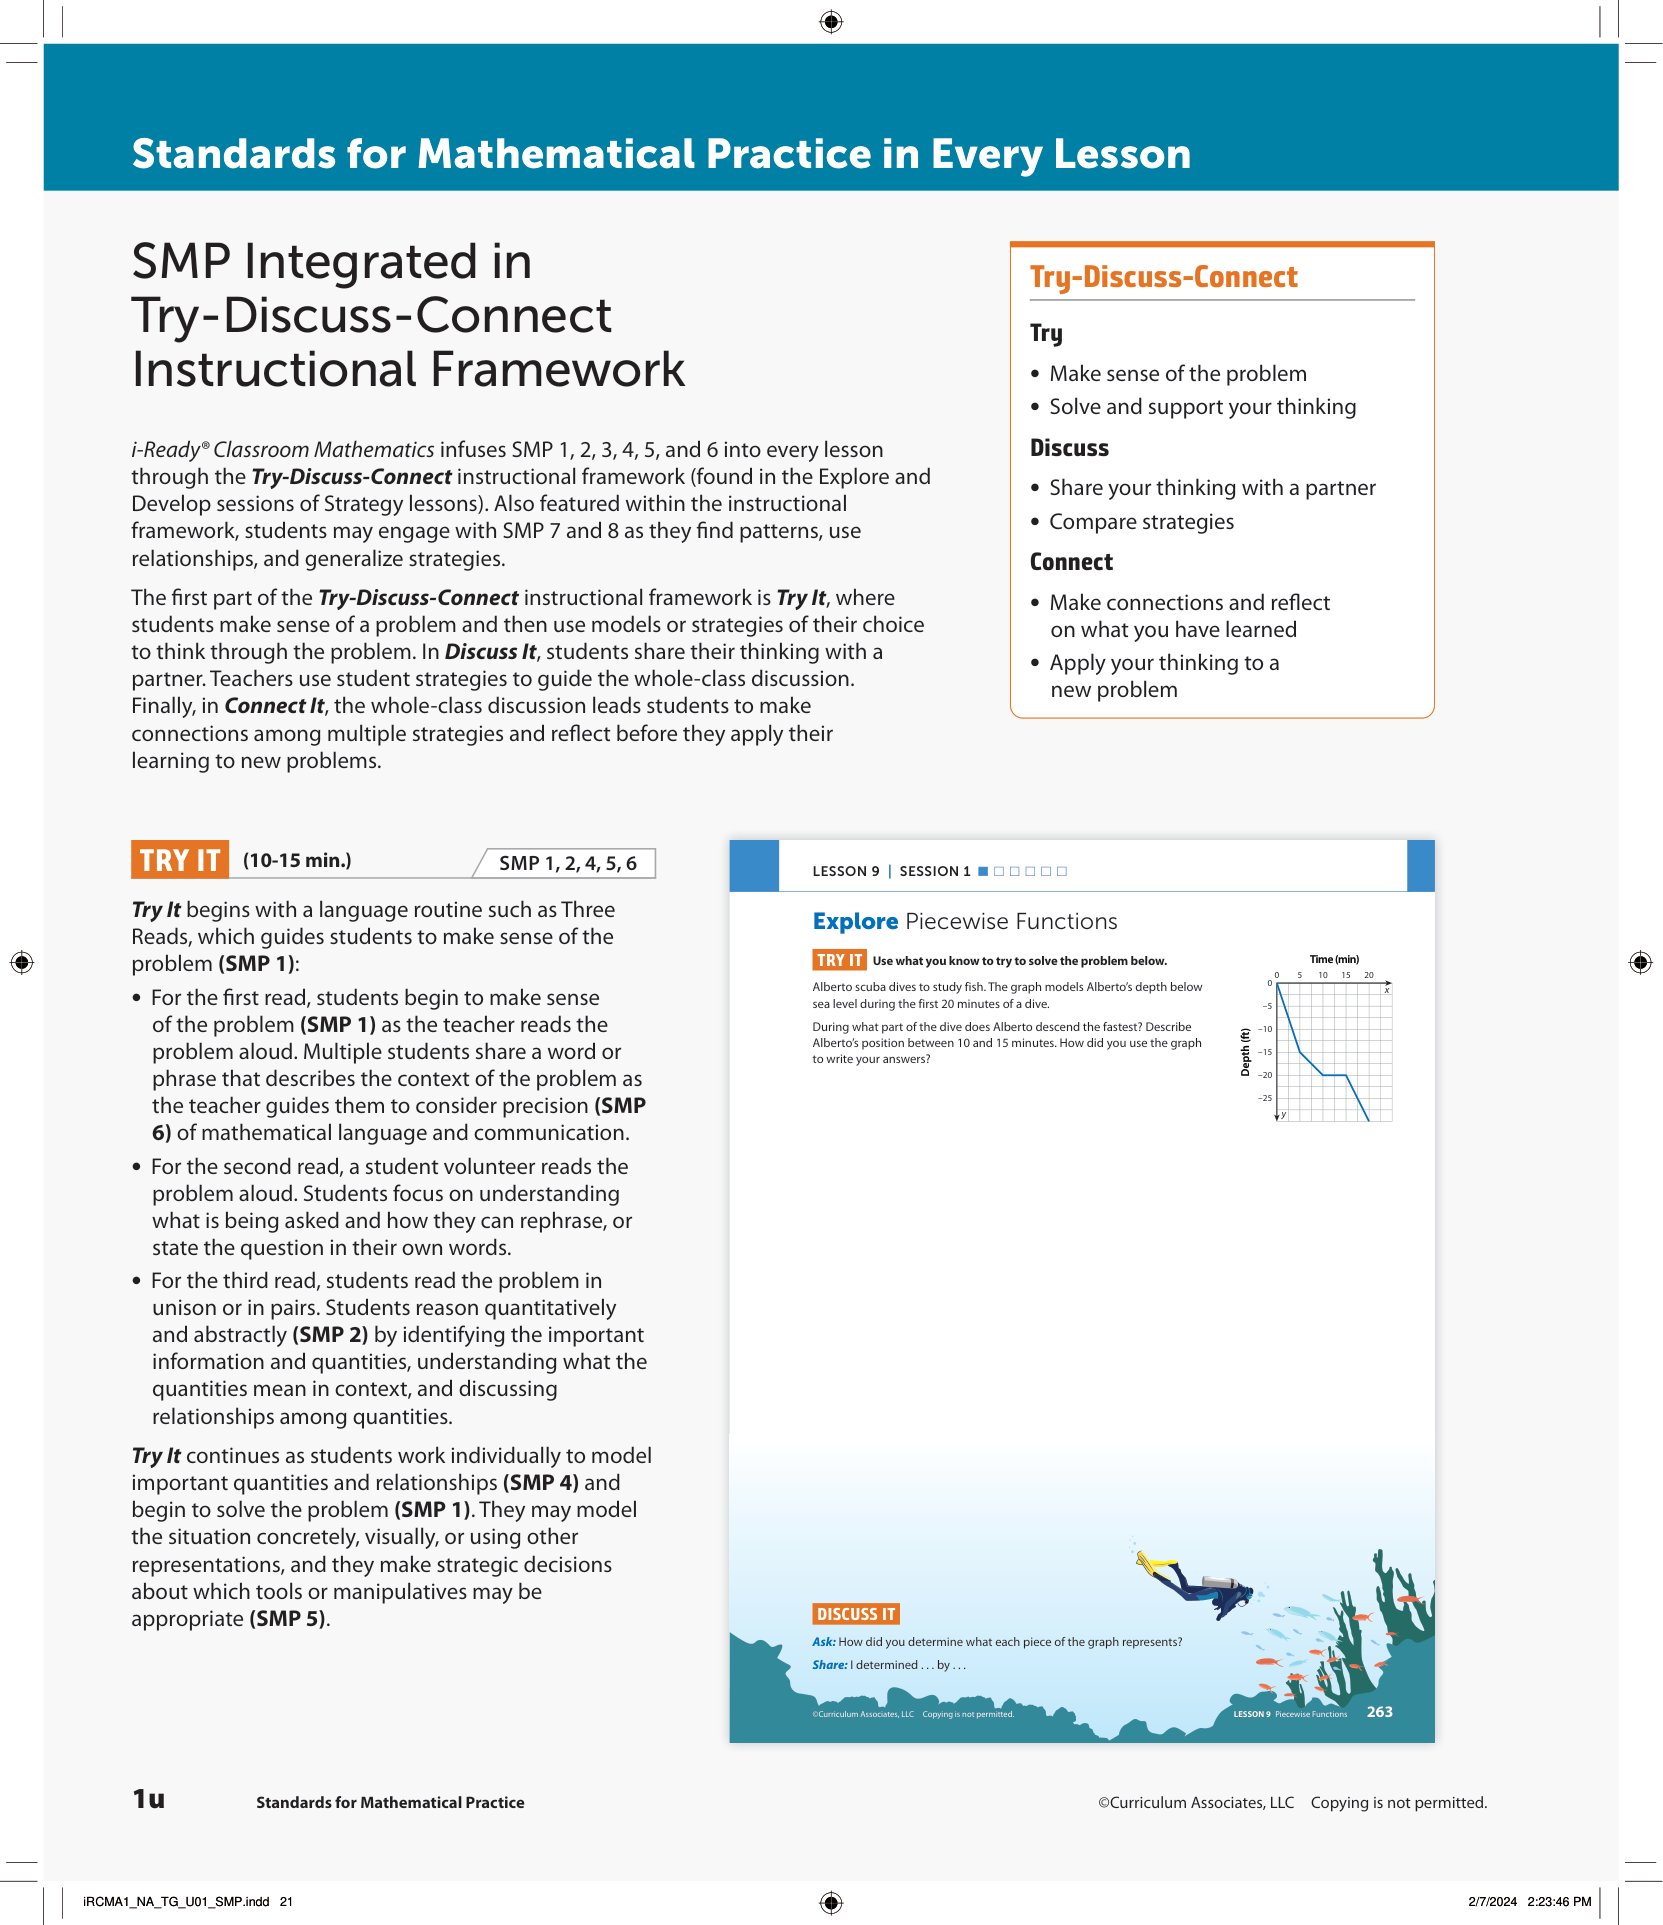 Standards for Mathematical Practice in Every Lesson
SMP Integrated in
Try-Discuss-Connect
Instructional Framework
i-Ready® Classroom Mathematics infuses SMP 1, 2, 3, 4, 5, and 6 into every lesson
through the Try-Discuss-Connect instructional framework (found in the Explore and
Develop sessions of Strategy lessons). Also featured within the instructional
framework, students may engage with SMP 7 and 8 as they find patterns, use
relationships, and generalize strategies.
The first part of the Try-Discuss-Connect instructional framework is Try It, where
students make sense of a problem and then use models or strategies of their choice
to think through the problem. In Discuss It, students share their thinking with a
partner. Teachers use student strategies to guide the whole-class discussion.
Finally, in Connect It, the whole-class discussion leads students to make
connections among multiple strategies and reflect before they apply their
learning to new problems.
Try-Discuss-Connect
Try
• Make sense of the problem
• Solve and support your thinking
Discuss
• Share your thinking with a partner
• Compare strategies
Connect
• Make connections and reflect
on what you have learned
• Apply your thinking to a
new problem
TRY IT (10-15 min.) SMP 1, 2, 4, 5, 6
Try It begins with a language routine such as Three
Reads, which guides students to make sense of the
problem (SMP 1):
• For the first read, students begin to make sense
of the problem (SMP 1) as the teacher reads the
problem aloud. Multiple students share a word or
phrase that describes the context of the problem as
the teacher guides them to consider precision (SMP
6) of mathematical language and communication.
• For the second read, a student volunteer reads the
problem aloud. Students focus on understanding
what is being asked and how they can rephrase, or
state the question in their own words.
• For the third read, students read the problem in
unison or in pairs. Students reason quantitatively
and abstractly (SMP 2) by identifying the important
information and quantities, understanding what the
quantities mean in context, and discussing
relationships among quantities.
Try It continues as students work individually to model
important quantities and relationships (SMP 4) and
begin to solve the problem (SMP 1). They may model
the situation concretely, visually, or using other
representations, and they make strategic decisions
about which tools or manipulatives may be
appropriate (SMP 5).
LESSON 9 | SESSION 1
Explore Piecewise Functions
TRY IT Use what you know to try to solve the problem below.
Alberto scuba dives to study fish. The graph models Alberto's depth below
sea level during the first 20 minutes of a dive.
During what part of the dive does Alberto descend the fastest? Describe
Alberto's position between 10 and 15 minutes. How did you use the graph
to write your answers?
Time (min)
0 5 10 15 20
x
0
–5
–10
–15
–20
–25
y
Depth (ft)
DISCUSS IT
Ask: How did you determine what each piece of the graph represents?
Share: I determined . . . by . . .
©Curriculum Associates, LLC Copying is not permitted.
LESSON 9 Piecewise Functions 263
1u Standards for Mathematical Practice
©Curriculum Associates, LLC Copying is not permitted.
iRCMA1_NA_TG_U01_SMP.indd 21
2/7/2024 2:23:46 PM